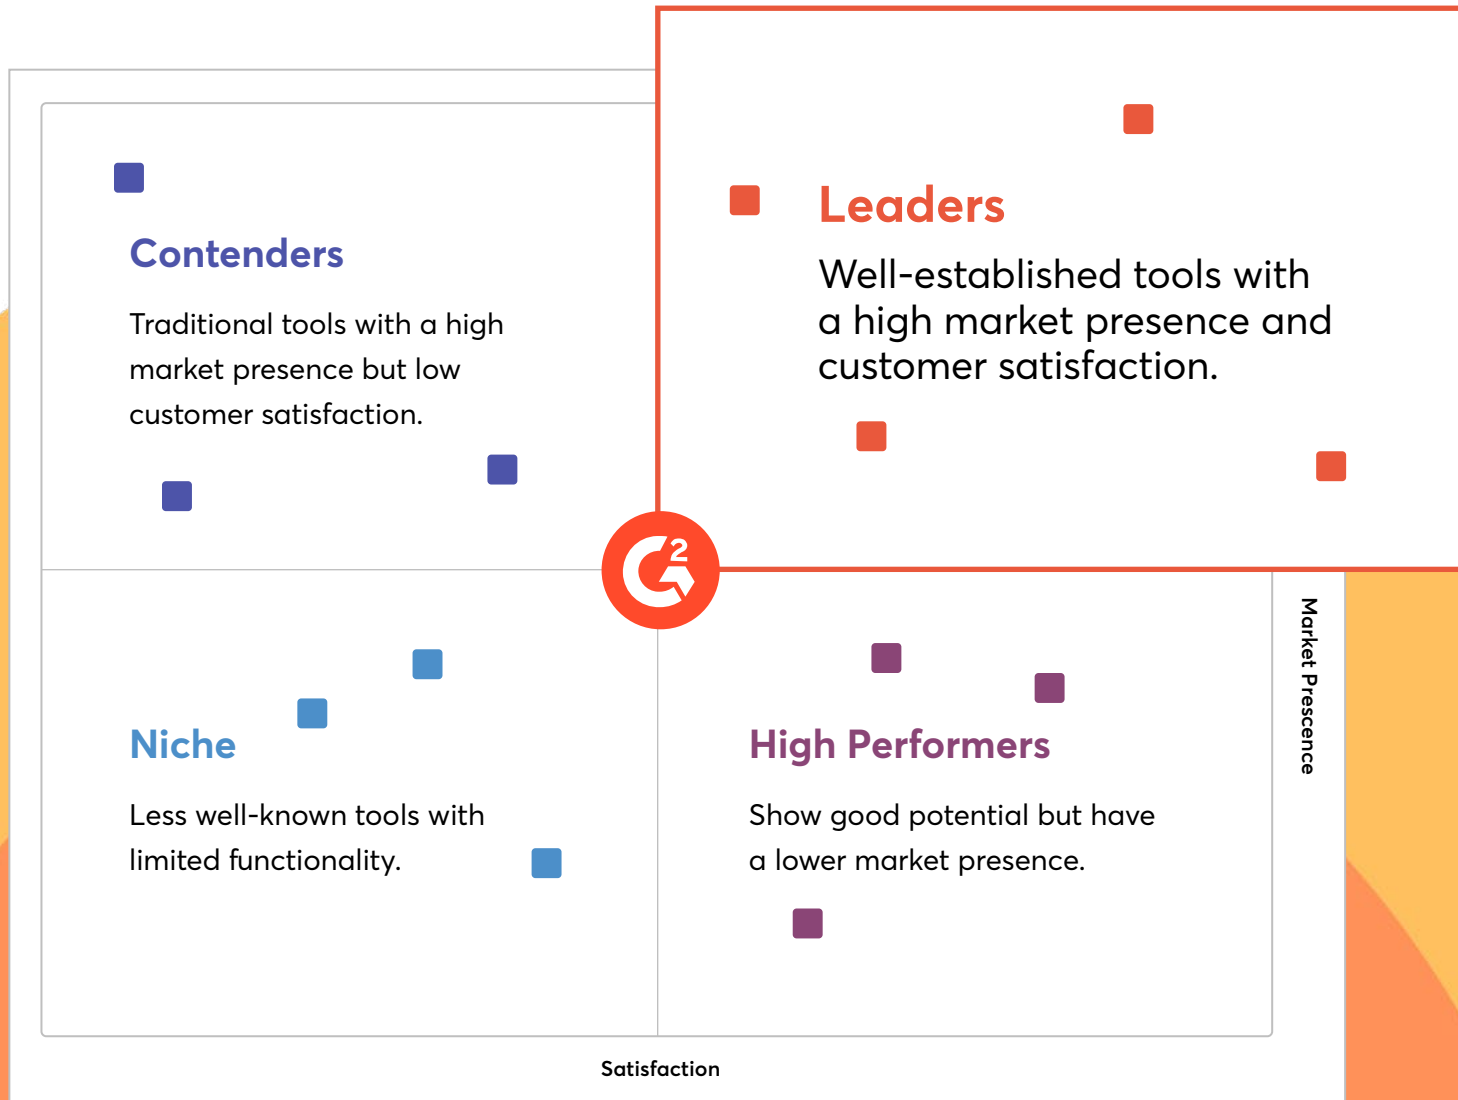 Contenders
Traditional tools with a high
market presence but low
customer satisfaction.
Leaders
Well-established tools with
a high market presence and
customer satisfaction.
G2
Niche
Less well-known tools with
limited functionality.
High Performers
Show good potential but have
a lower market presence.
Market Prescence
Satisfaction